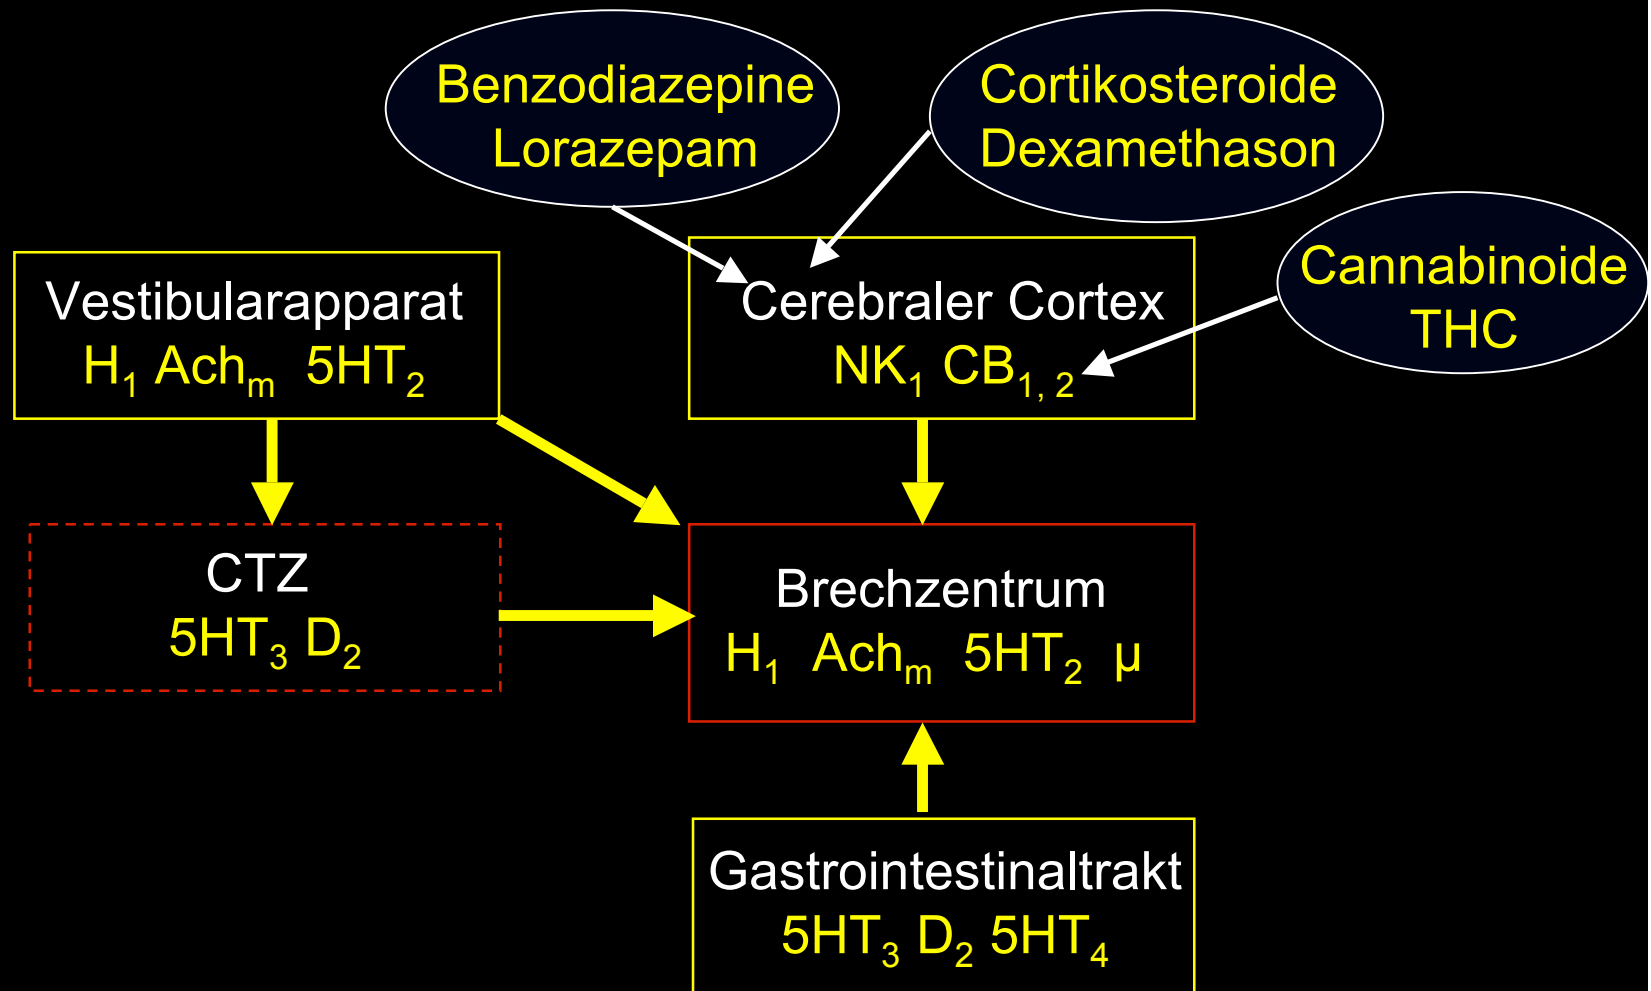 Benzodiazepine
Lorazepam
Cortikosteroide
Dexamethason
Cannabinoide
THC
Vestibularapparat
H₁ Achₘ 5HT₂
Cerebraler Cortex
NK₁ CB₁, ₂
CTZ
5HT₃ D₂
Brechzentrum
H₁ Achₘ 5HT₂ µ
Gastrointestinaltrakt
5HT₃ D₂ 5HT₄